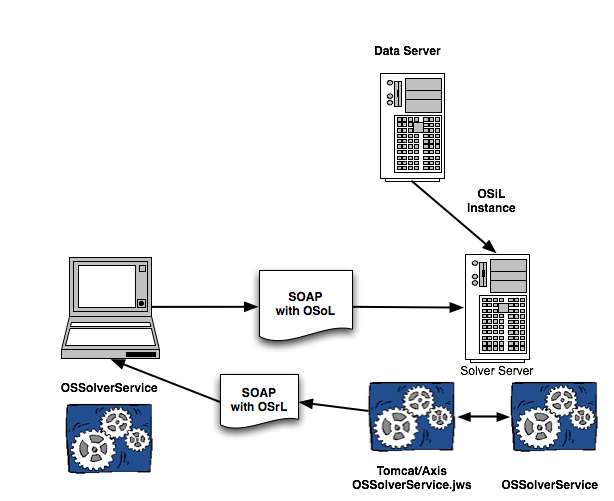 Data Server
OSiL
Instance
SOAP
with OSoL
Solver Server
OSSolverService
SOAP
with OSrL
Tomcat/Axis
OSSolverService.jws
OSSolverService